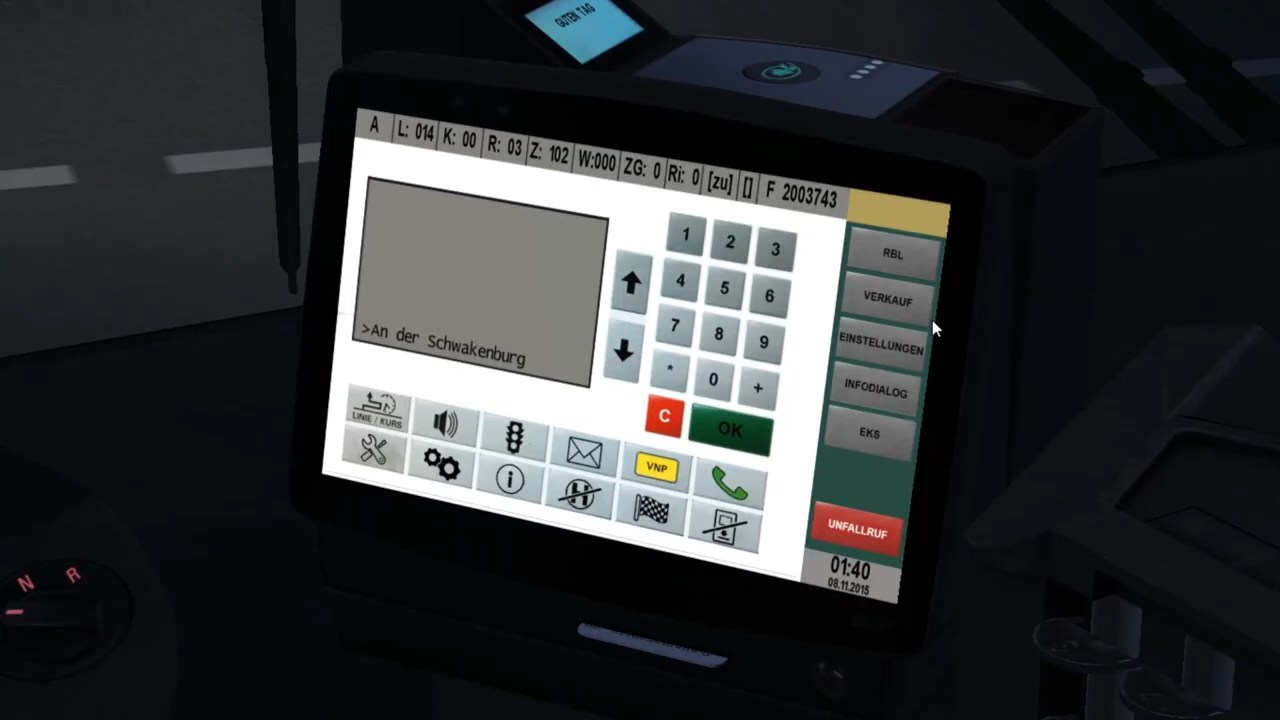 GUTEN TAG
A L: 014 K: 00 R: 03 Z: 102 W:000 ZG: 0 Ri: 0 [zu] [] F 2003743
>An der Schwakenburg
1 2 3
4 5 6
7 8 9
* 0 +
C OK
LINIE / KURS
VNP
i
H
RBL
VERKAUF
EINSTELLUNGEN
INFODIALOG
EKS
UNFALLRUF
01:40
08.11.2015
N R